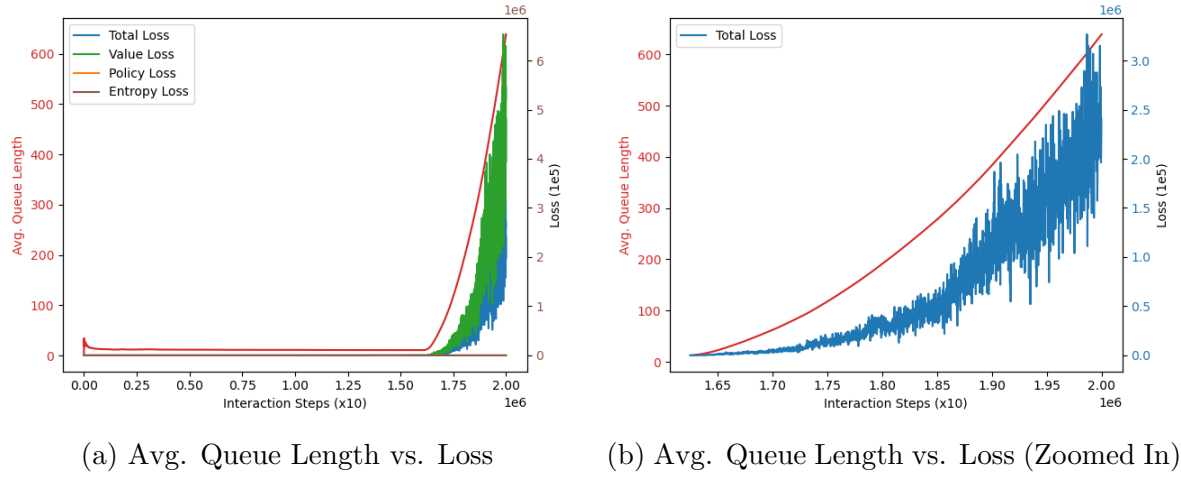 1e6
Total Loss
Value Loss
Policy Loss
Entropy Loss
600
500
400
300
200
100
0
Avg. Queue Length
6
5
4
3
2
1
0
Loss (1e5)
0.00 0.25 0.50 0.75 1.00 1.25 1.50 1.75 2.00
Interaction Steps (x10)
1e6
(a) Avg. Queue Length vs. Loss
1e6
Total Loss
600
500
400
300
200
100
0
Avg. Queue Length
3.0
2.5
2.0
1.5
1.0
0.5
0.0
Loss (1e5)
1.65 1.70 1.75 1.80 1.85 1.90 1.95 2.00
Interaction Steps (x10)
1e6
(b) Avg. Queue Length vs. Loss (Zoomed In)